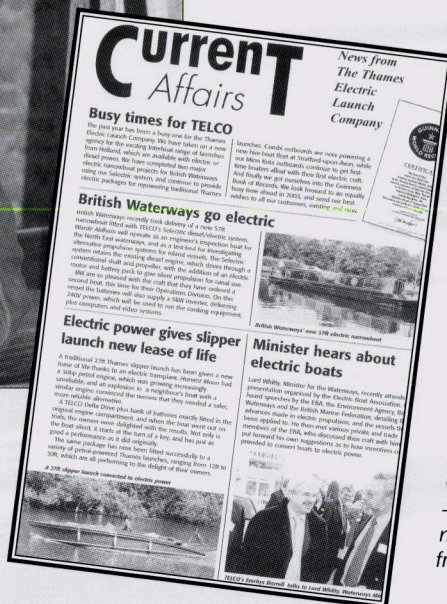 Current
Affairs
News from
The Thames
Electric
Launch
Company
Busy times for TELCO
The past year has been a busy one for the Thames
Electric Launch Company. We have taken on a new
agency for the exciting Interboat range of launches
from Holland, which are available with electric or
diesel power. We have completed two major
electric narrowboat projects for British Waterways
using our Selectric system, and continue to provide
electric packages for repowering traditional Thames
launches. Combi outboards are now powering a
new hire-boat fleet at Stratford-upon-Avon, while
our Minn Kota outboards continue to get first-
time boaters afloat with their first electric craft.
And finally we got ourselves into the Guinness
Book of Records. We look forward to an equally
busy time ahead in 2003, and send our best
wishes to all our customers, existing and new.
British Waterways go electric
British Waterways recently took delivery of a new 57ft
narrowboat fitted with TELCO's Selectric diesel/electric system.
Warde Aldham will operate as an engineer's inspection boat for
the North East waterways, and as a test-bed for investigating
alternative propulsion systems for inland vessels. The Selectric
system retains the existing diesel engine, which drives through a
conventional shaft and propeller, with the addition of an electric
motor and battery pack to give silent propulsion for canal use.
BW are so pleased with the craft that they have ordered a
second boat, this time for their Operations Division. On this
vessel the batteries will also supply a 5kW inverter, delivering
240V power, which will be used to run the cooking equipment,
plus computers and video systems.
British Waterways' new 57ft electric narrowboat
Electric power gives slipper
launch new lease of life
A traditional 27ft Thames slipper launch has been given a new
lease of life thanks to an electric transplant. Harvest Moon had
a 50hp petrol engine, which was growing increasingly
unreliable, and an explosion in a neighbour's boat with a
similar engine convinced the owners that they needed a safer,
more reliable alternative.
A TELCO Delta Drive plus bank of batteries exactly fitted in the
original engine compartment, and when the boat went out on
trials, the owners were delighted with the results. Not only is
the boat silent, it starts at the turn of a key, and has just as
good a performance as it did originally.
The same package has now been fitted successfully to a
variety of petrol-powered Thames launches, ranging from 12ft to
30ft, which are all performing to the delight of their owners.
A 27ft slipper launch converted to electric power
Minister hears about
electric boats
Lord Whitty, Minister for the Waterways, recently attended
presentation organised by the Electric Boat Association,
heard speeches from the EBA, the Environment Agency,
Waterways and the British Marine Federation, detailing
advances made in electric propulsion, and the vessels
then applied to. He then met various private and trade
members of the EBA, who discussed their craft with him
put forward his own suggestions as to how incentives
provided to convert boats to electric power.
TELCO's Emrhys Barrell talks to Lord Whitty, Waterways